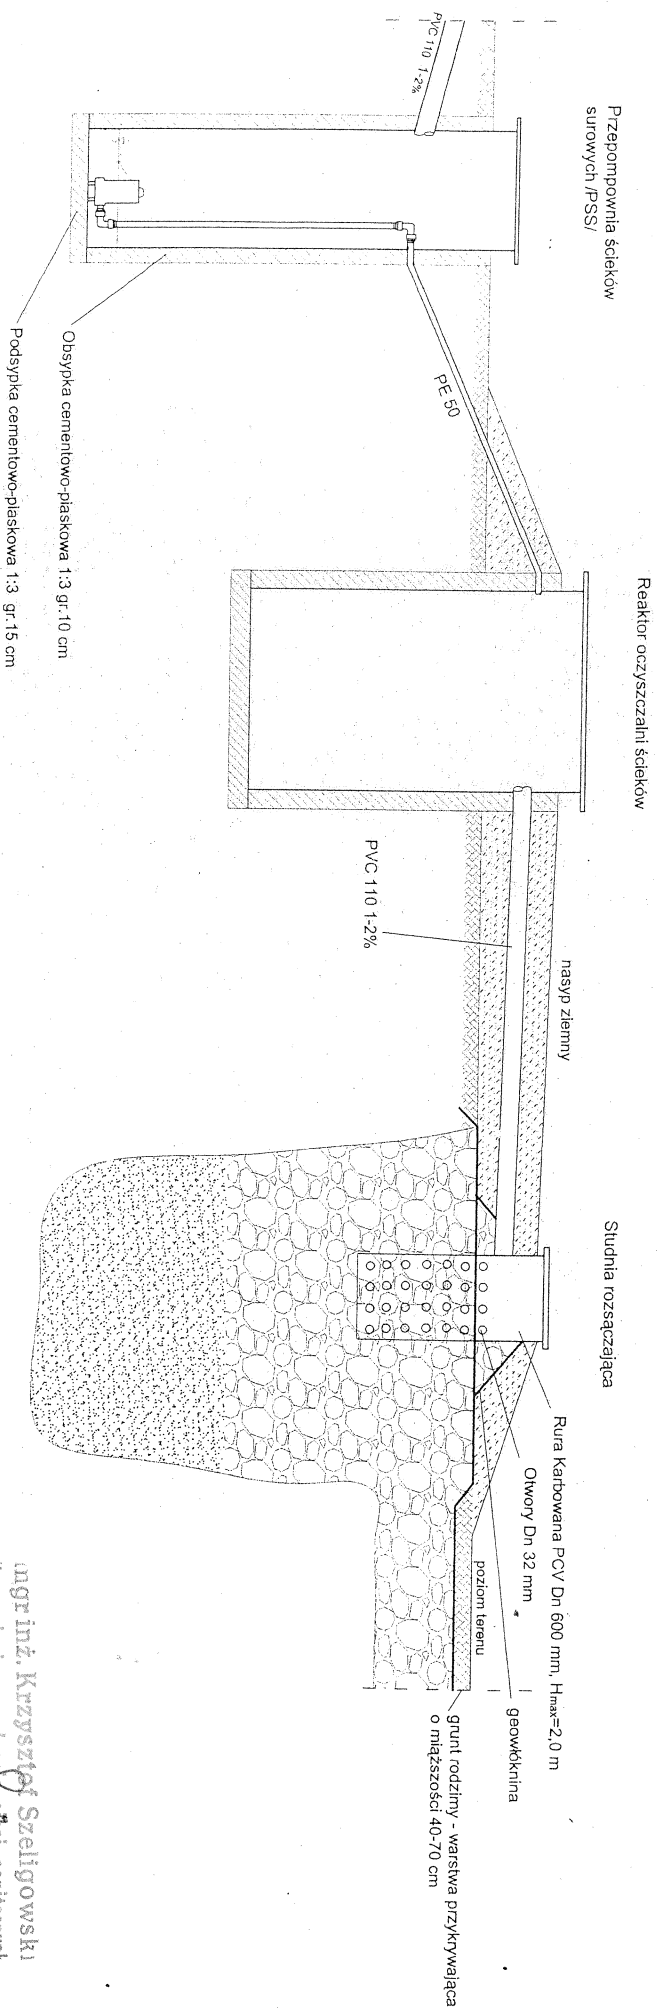 Przepompownia ścieków
surowych /PSS/
Reaktor oczyszczalni ścieków
Studnia rozsączająca
PVC 110 1-2%
PE 50
Obsypka cementowo-piaskowa 1:3 gr.10 cm
Podsypka cementowo-piaskowa 1:3 gr.15 cm
PVC 110 1-2%
nasyp ziemny
Rura Karbowana PCV Dn 600 mm, Hmax=2,0 m
Otwory Dn 32 mm
geowłóknina
poziom terenu
grunt rodzimy - warstwa przykrywająca
o miąższości 40-70 cm
mgr inż. Krzysztof Szeligowski